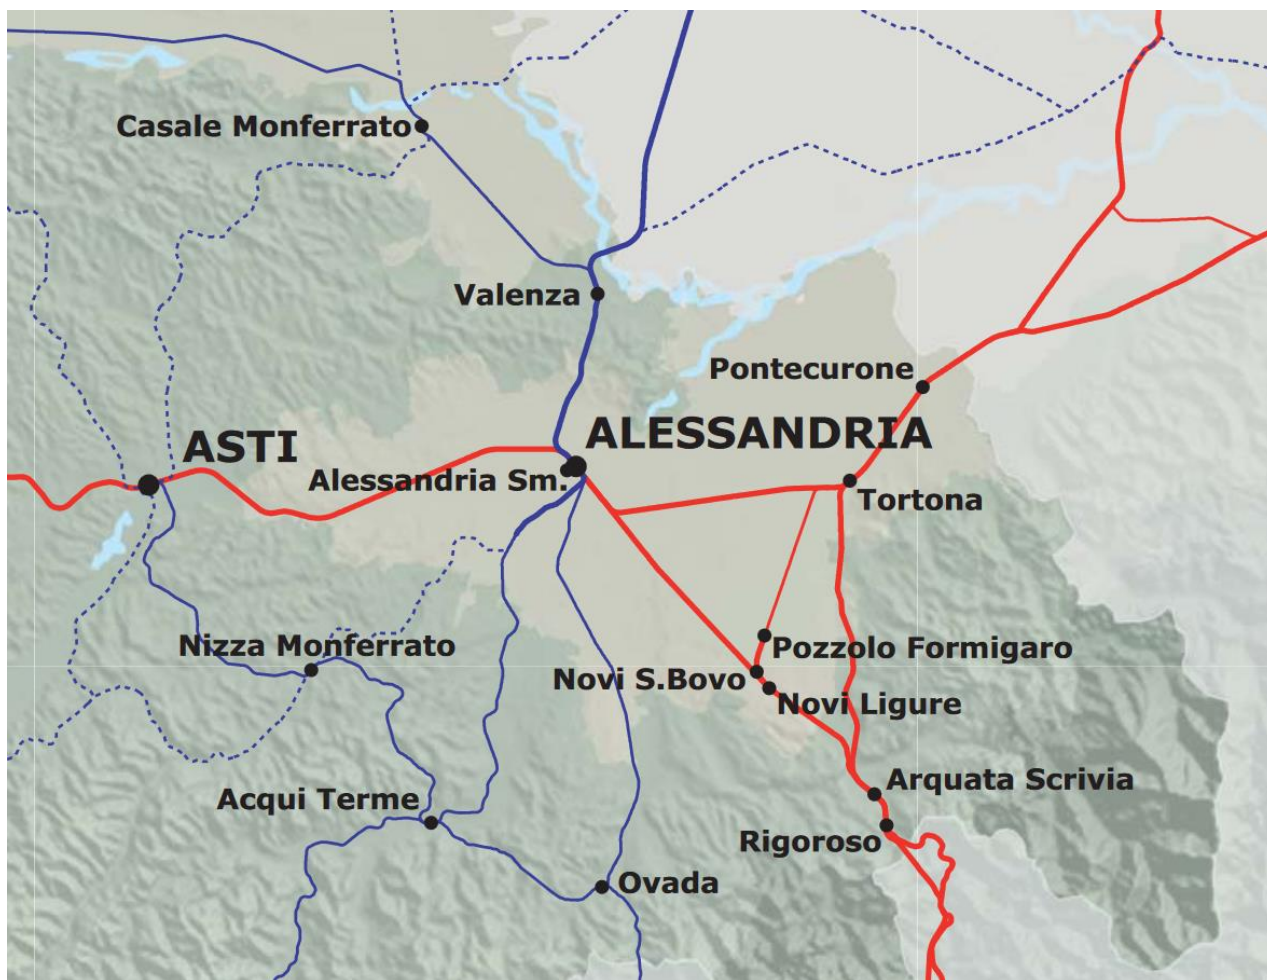 Casale Monferrato
Valenza
Pontecurone
ASTI
ALESSANDRIA
Alessandria Sm.
Tortona
Nizza Monferrato
Pozzolo Formigaro
Novi S.Bovo
Novi Ligure
Acqui Terme
Arquata Scrivia
Rigoroso
Ovada